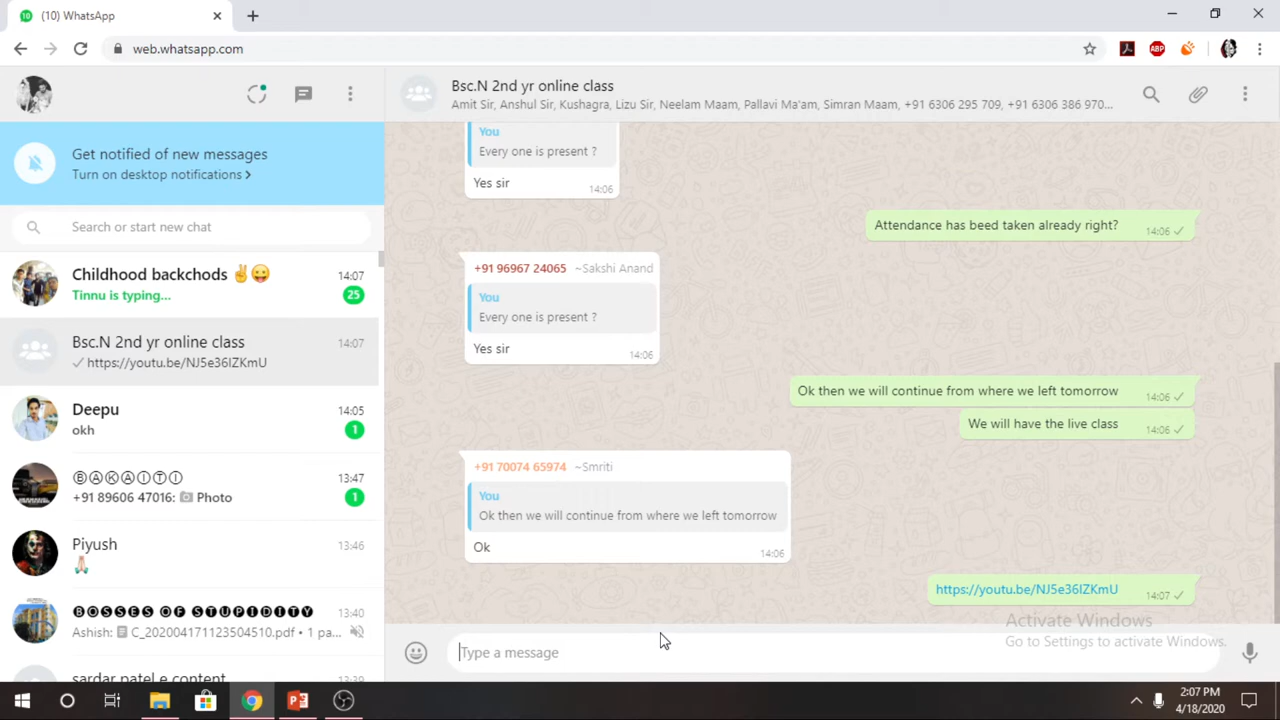 (10) WhatsApp
web.whatsapp.com
Get notified of new messages
Turn on desktop notifications >
Search or start new chat
Childhood backchods ✌😜 14:07
Tinnu is typing... 25
Bsc.N 2nd yr online class 14:07
✓ https://youtu.be/NJ5e36IZKmU
Deepu 14:05
okh 1
ⒷⒶⓀⒶⒾⓉⒾ 13:47
+91 89606 47016: 📷 Photo 1
Piyush 13:46
🙏🏻
🅑🅞🅢🅢🅔🅢 🅞🅕 🅢🅣🅤🅟🅘🅓🅘🅣🅨 13:40
Ashish: C_202004171123504510.pdf • 1 pa...
sardar patel e content 13:39
Bsc.N 2nd yr online class
Amit Sir, Anshul Sir, Kushagra, Lizu Sir, Neelam Maam, Pallavi Ma'am, Simran Maam, +91 6306 295 709, +91 6306 386 970...
You
Every one is present ?
Yes sir 14:06
Attendance has beed taken already right? 14:06 ✓
+91 96967 24065 ~Sakshi Anand
You
Every one is present ?
Yes sir 14:06
Ok then we will continue from where we left tomorrow 14:06 ✓
We will have the live class 14:06 ✓
+91 70074 65974 ~Smriti
You
Ok then we will continue from where we left tomorrow
Ok 14:06
https://youtu.be/NJ5e36IZKmU 14:07 ✓
Activate Windows
Go to Settings to activate Windows.
Type a message
2:07 PM
4/18/2020